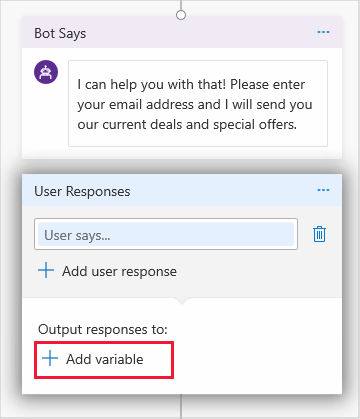 Bot Says
I can help you with that! Please enter
your email address and I will send you
our current deals and special offers.
User Responses
User says...
Add user response
Output responses to:
Add variable